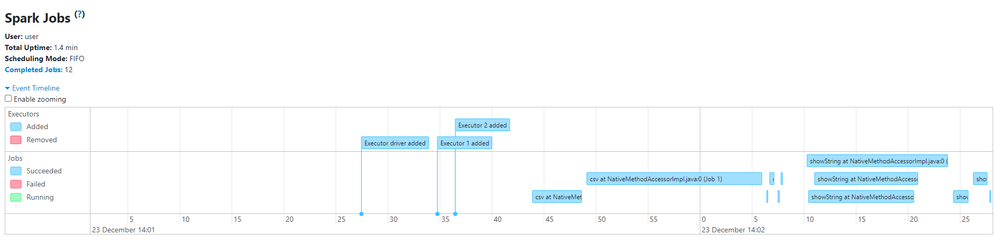 Spark Jobs (?)
User: user
Total Uptime: 1.4 min
Scheduling Mode: FIFO
Completed Jobs: 12
Event Timeline
Enable zooming
Executors
Added
Removed
Executor 2 added
Executor driver added
Executor 1 added
Jobs
Succeeded
Failed
Running
showString at NativeMethodAccessorImpl.java:0 (
csv at NativeMethodAccessorImpl.java:0 (Job 1)
showString at NativeMethodAccess
sho
csv at NativeMet
showString at NativeMethodAccesso
show
5 10 15 20 25 30 35 40 45 50 55 0 5 10 15 20 25
23 December 14:01 23 December 14:02